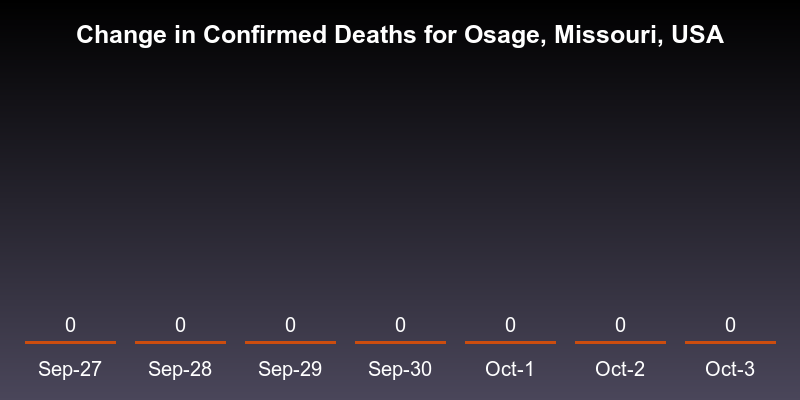 Change in Confirmed Deaths for Osage, Missouri, USA
0 0 0 0 0 0 0
Sep-27 Sep-28 Sep-29 Sep-30 Oct-1 Oct-2 Oct-3